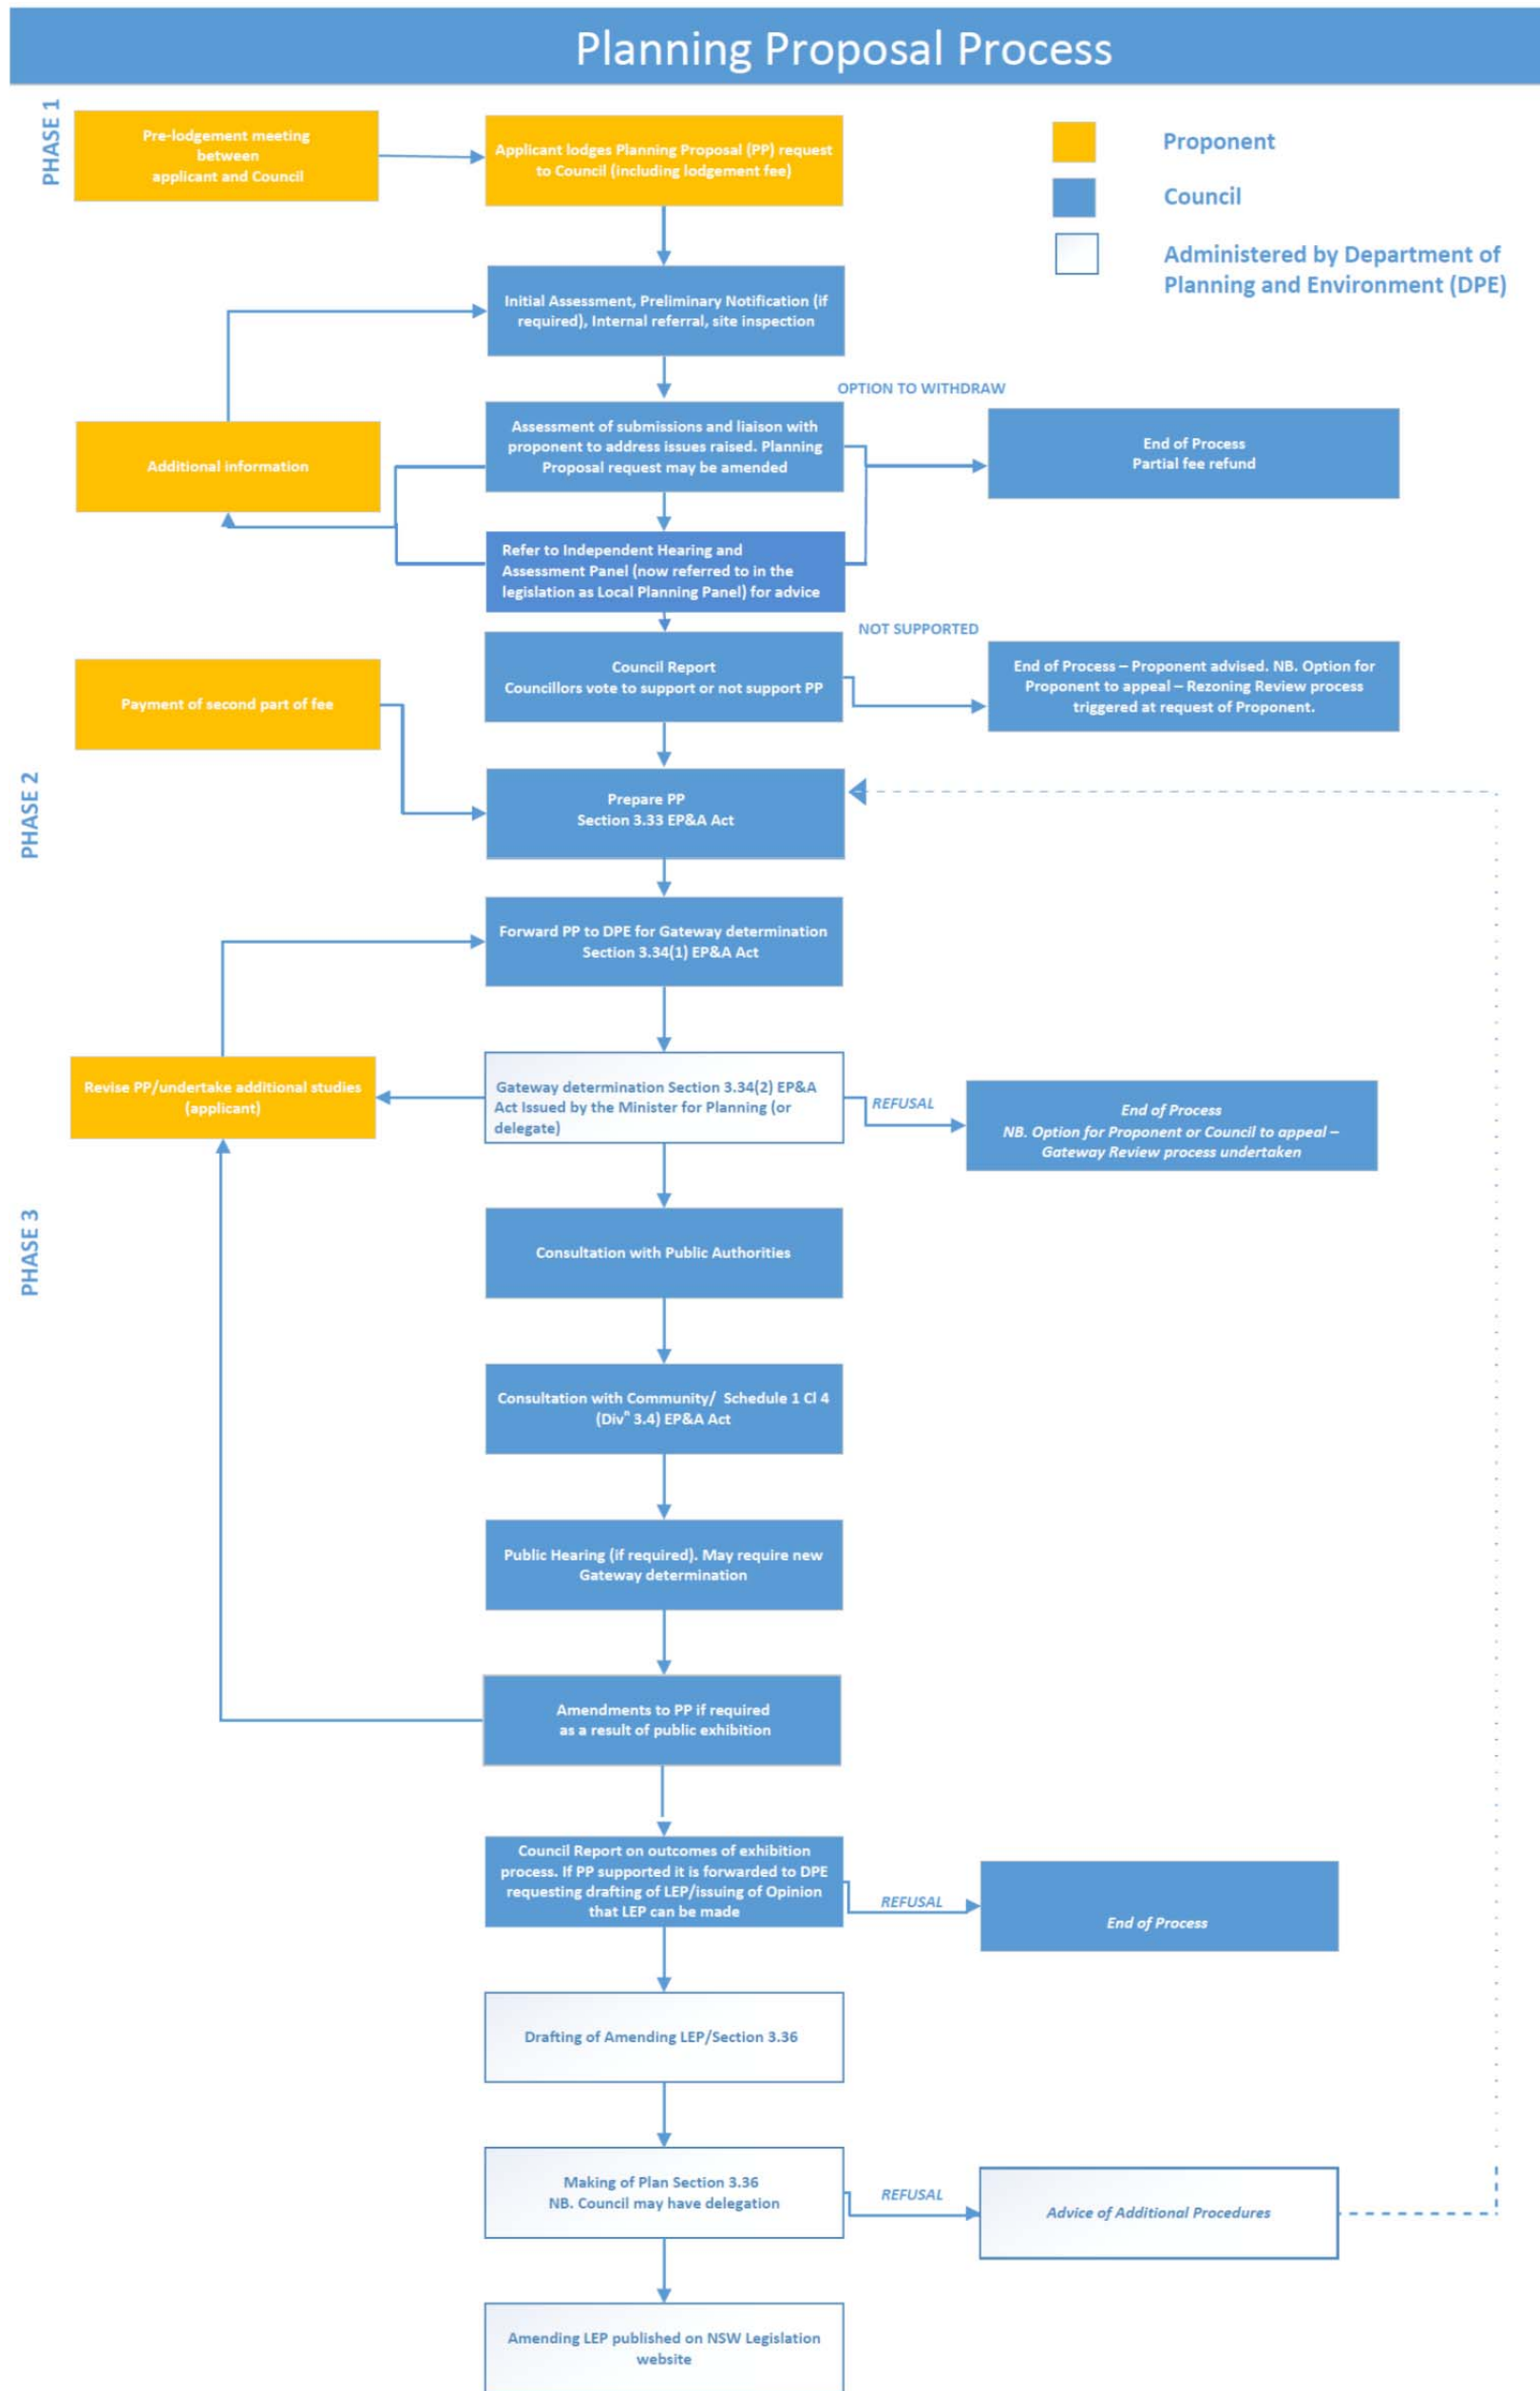 Planning Proposal Process
PHASE 1
Pre-lodgement meeting
between
applicant and Council
Applicant lodges Planning Proposal (PP) request
to Council (including lodgement fee)
Proponent
Council
Administered by Department of
Planning and Environment (DPE)
Initial Assessment, Preliminary Notification (if
required), Internal referral, site inspection
OPTION TO WITHDRAW
Additional information
Assessment of submissions and liaison with
proponent to address issues raised. Planning
Proposal request may be amended
End of Process
Partial fee refund
Refer to Independent Hearing and
Assessment Panel (now referred to in the
legislation as Local Planning Panel) for advice
NOT SUPPORTED
Payment of second part of fee
Council Report
Councillors vote to support or not support PP
End of Process – Proponent advised. NB. Option for
Proponent to appeal – Rezoning Review process
triggered at request of Proponent.
PHASE 2
Prepare PP
Section 3.33 EP&A Act
Forward PP to DPE for Gateway determination
Section 3.34(1) EP&A Act
Revise PP/undertake additional studies
(applicant)
Gateway determination Section 3.34(2) EP&A
Act Issued by the Minister for Planning (or
delegate)
REFUSAL
End of Process
NB. Option for Proponent or Council to appeal –
Gateway Review process undertaken
PHASE 3
Consultation with Public Authorities
Consultation with Community/ Schedule 1 Cl 4
(Divⁿ 3.4) EP&A Act
Public Hearing (if required). May require new
Gateway determination
Amendments to PP if required
as a result of public exhibition
Council Report on outcomes of exhibition
process. If PP supported it is forwarded to DPE
requesting drafting of LEP/issuing of Opinion
that LEP can be made
REFUSAL
End of Process
Drafting of Amending LEP/Section 3.36
Making of Plan Section 3.36
NB. Council may have delegation
REFUSAL
Advice of Additional Procedures
Amending LEP published on NSW Legislation
website